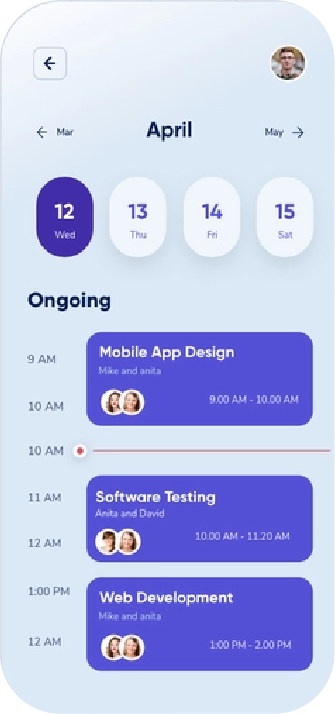 Mar
April
May
12
13
14
15
Wed
Thu
Fri
Sat
Ongoing
9 AM
Mobile App Design
Mike and anita
10 AM
9.00 AM - 10.00 AM
10 AM
11 AM
Software Testing
Anita and David
12 AM
10.00 AM - 11.20 AM
1:00 PM
Web Development
Mike and anita
12 AM
1:00 PM - 2.00 PM